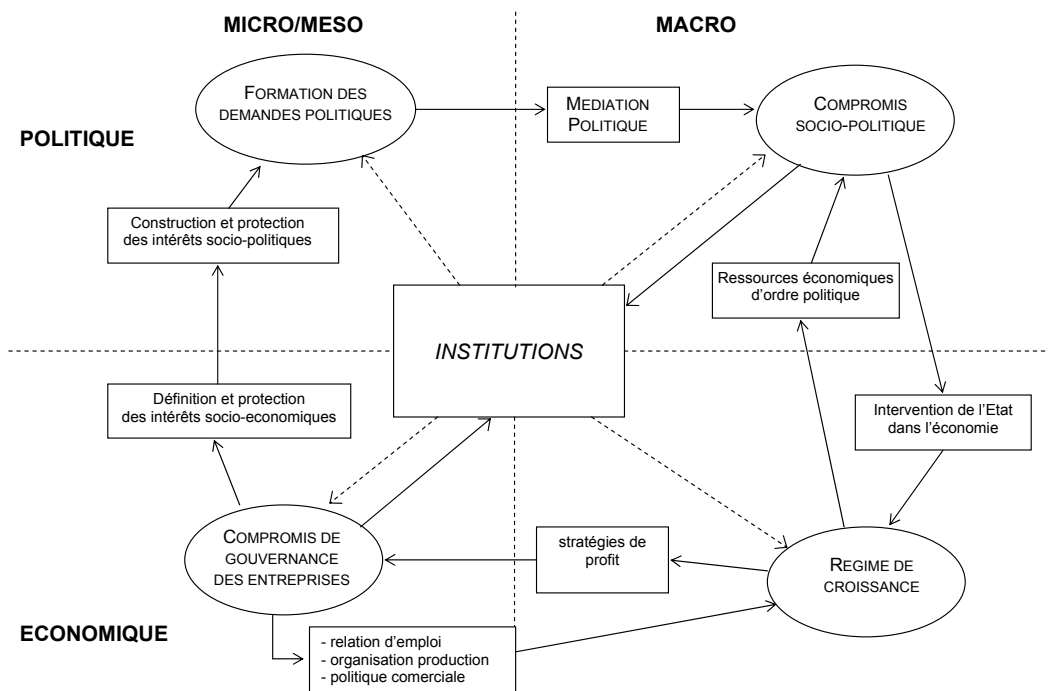 MICRO/MESO
MACRO
FORMATION DES
DEMANDES POLITIQUES
MEDIATION
POLITIQUE
COMPROMIS
SOCIO-POLITIQUE
POLITIQUE
Construction et protection
des intérêts socio-politiques
Ressources économiques
d'ordre politique
INSTITUTIONS
Définition et protection
des intérêts socio-economiques
Intervention de l'Etat
dans l'économie
COMPROMIS DE
GOUVERNANCE
DES ENTREPRISES
stratégies de
profit
REGIME DE
CROISSANCE
ECONOMIQUE
- relation d'emploi
- organisation production
- politique comerciale